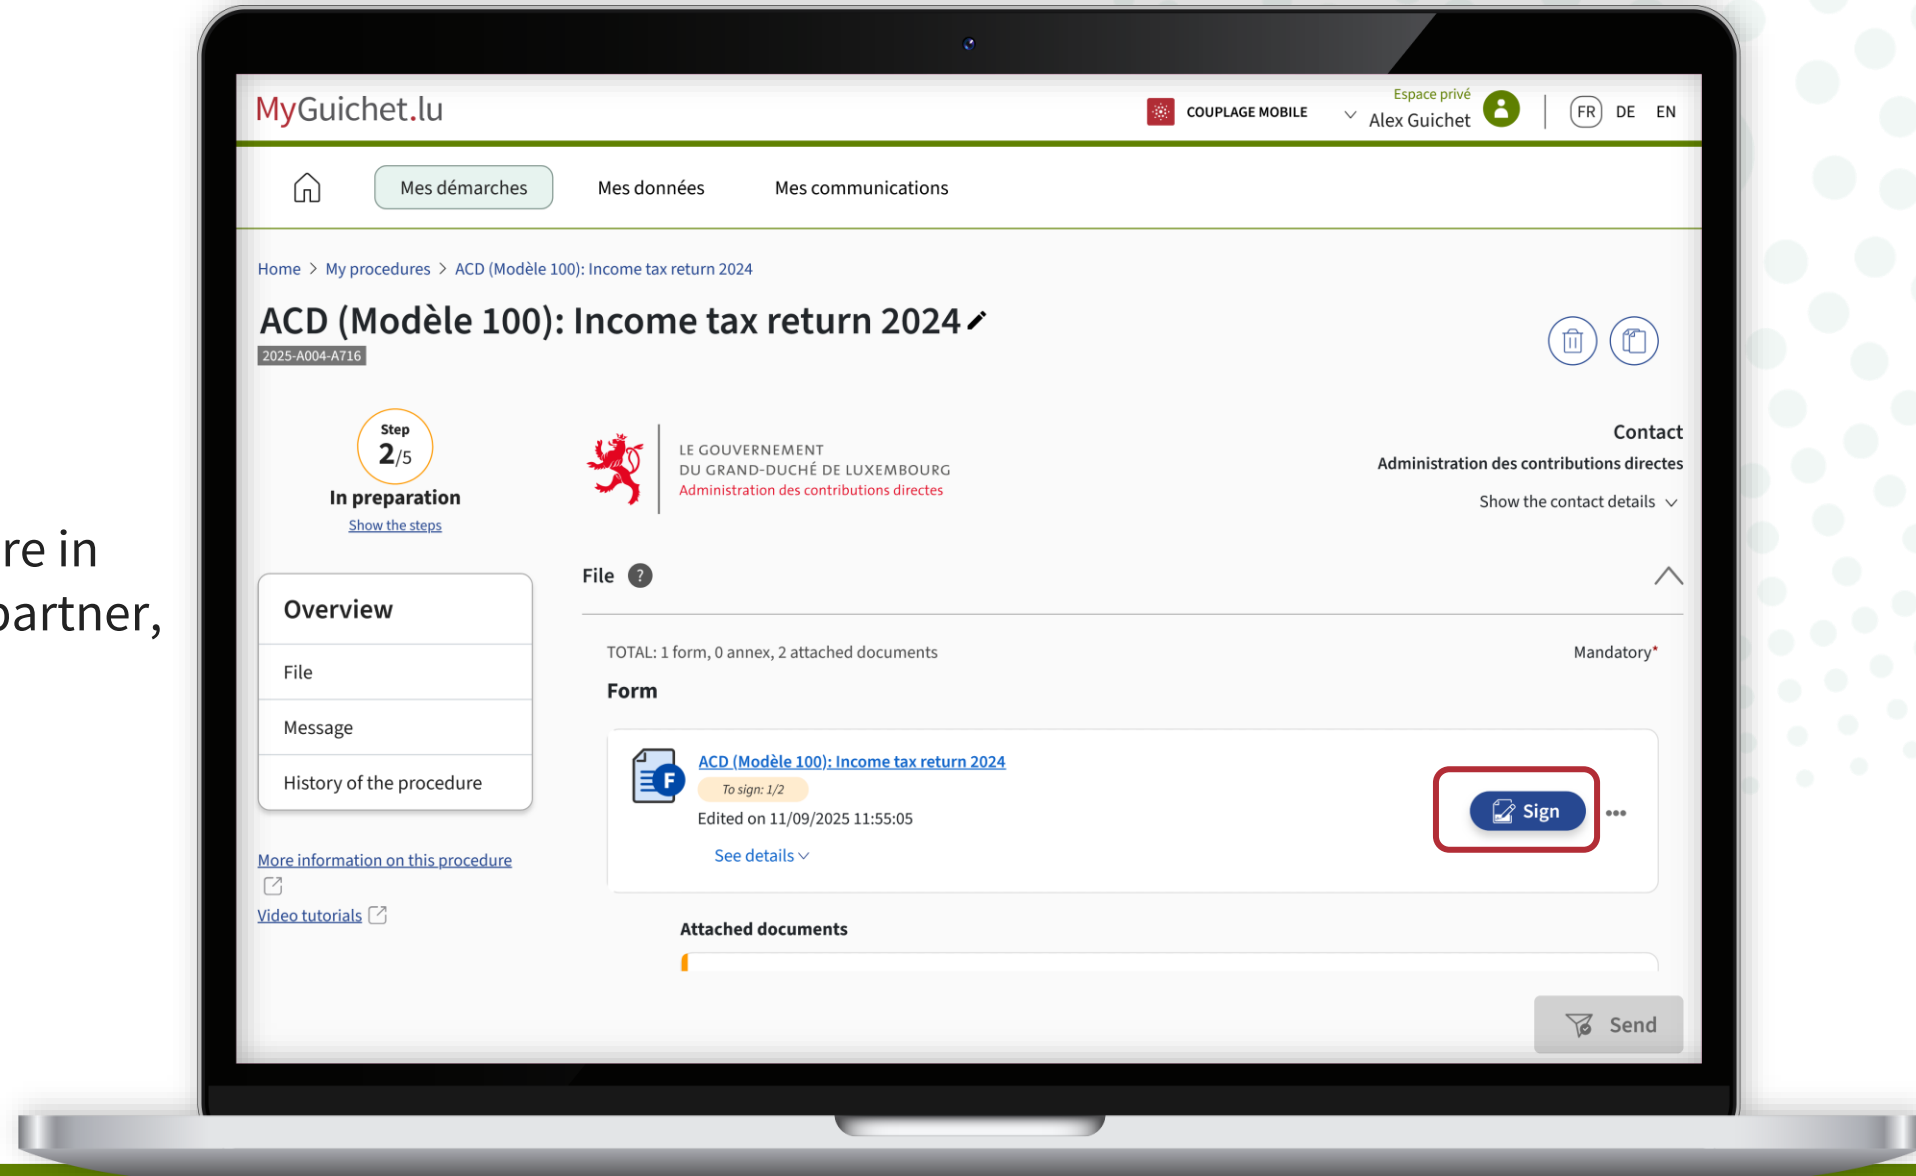 MyGuichet.lu
COUPLAGE MOBILE
Espace privé
Alex Guichet
FR DE EN
Mes démarches Mes données Mes communications
Home > My procedures > ACD (Modèle 100): Income tax return 2024
ACD (Modèle 100): Income tax return 2024
2025-A004-A716
Step
2/5
In preparation
Show the steps
LE GOUVERNEMENT
DU GRAND-DUCHÉ DE LUXEMBOURG
Administration des contributions directes
Contact
Administration des contributions directes
Show the contact details
re in
partner,
Overview
File
Message
History of the procedure
More information on this procedure
Video tutorials
File ?
TOTAL: 1 form, 0 annex, 2 attached documents
Mandatory*
Form
F
ACD (Modèle 100): Income tax return 2024
To sign: 1/2
Edited on 11/09/2025 11:55:05
See details
Sign
Attached documents
Send